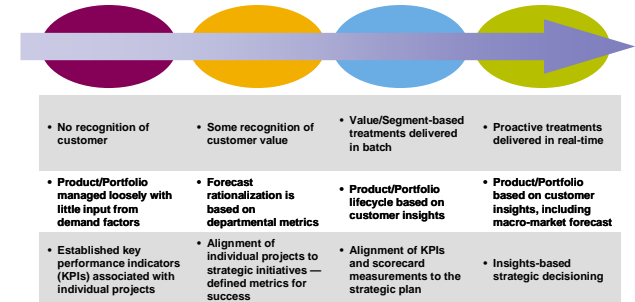 • No recognition of
customer
• Some recognition of
customer value
• Value/Segment-based
treatments delivered
in batch
• Proactive treatments
delivered in real-time
• Product/Portfolio
managed loosely with
little input from
demand factors
• Forecast
rationalization is
based on
departmental metrics
• Product/Portfolio
lifecycle based on
customer insights
• Product/Portfolio
based on customer
insights, including
macro-market forecast
• Established key
performance indicators
(KPIs) associated with
individual projects
• Alignment of
individual projects to
strategic initiatives —
defined metrics for
success
• Alignment of KPIs
and scorecard
measurements to the
strategic plan
• Insights-based
strategic decisioning